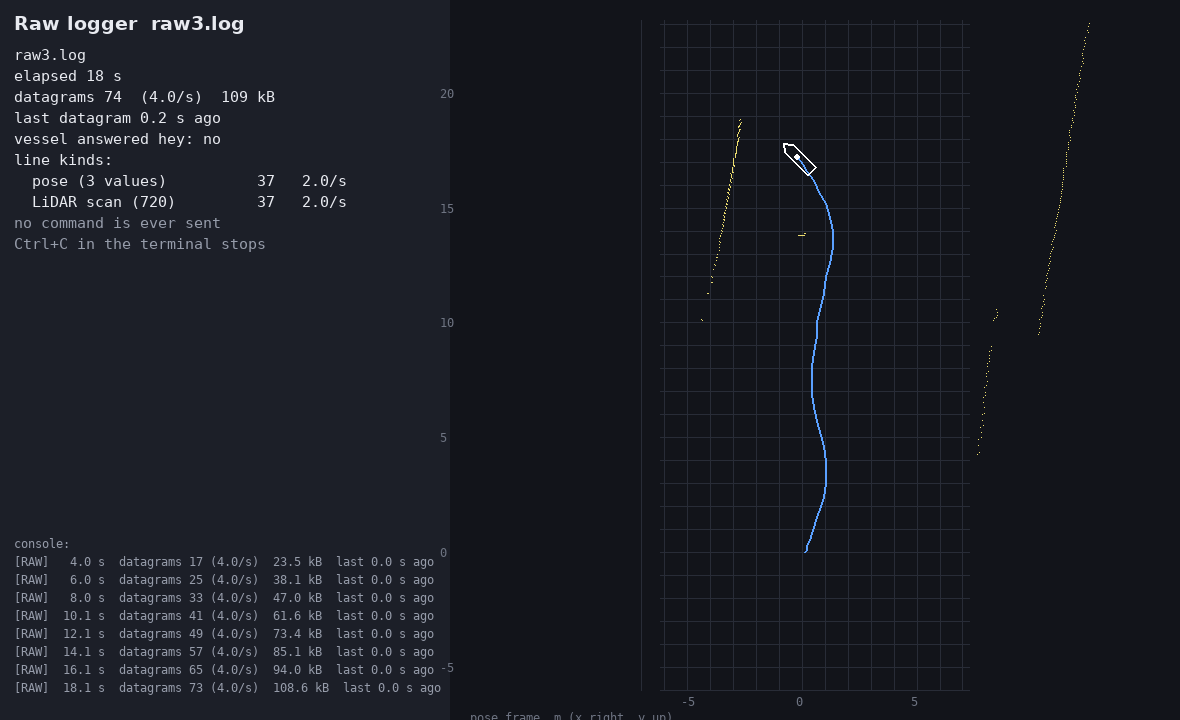 Raw logger  raw3.log
raw3.log
elapsed 18 s
datagrams 74  (4.0/s)  109 kB
last datagram 0.2 s ago
vessel answered hey: no
line kinds:
pose (3 values)          37   2.0/s
LiDAR scan (720)         37   2.0/s
no command is ever sent
Ctrl+C in the terminal stops
console:
[RAW]   4.0 s  datagrams 17 (4.0/s)  23.5 kB  last 0.0 s ago
[RAW]   6.0 s  datagrams 25 (4.0/s)  38.1 kB  last 0.0 s ago
[RAW]   8.0 s  datagrams 33 (4.0/s)  47.0 kB  last 0.0 s ago
[RAW]  10.1 s  datagrams 41 (4.0/s)  61.6 kB  last 0.0 s ago
[RAW]  12.1 s  datagrams 49 (4.0/s)  73.4 kB  last 0.0 s ago
[RAW]  14.1 s  datagrams 57 (4.0/s)  85.1 kB  last 0.0 s ago
[RAW]  16.1 s  datagrams 65 (4.0/s)  94.0 kB  last 0.0 s ago
[RAW]  18.1 s  datagrams 73 (4.0/s)  108.6 kB  last 0.0 s ago
20
15
10
5
0
-5
-5 0 5
pose frame, m (x right, y up)